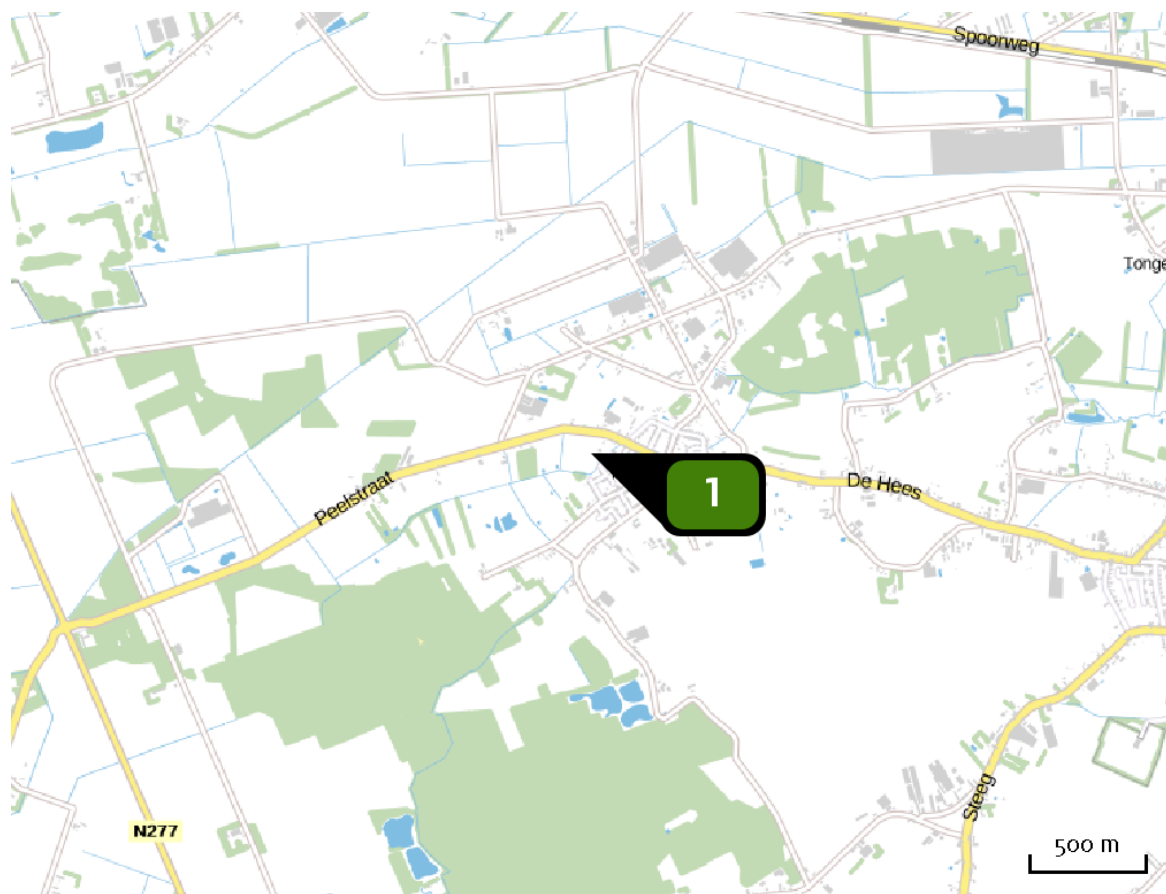 Spoorweg
Tonge
Peelstraat
1
De Hees
Steeg
N277
500 m